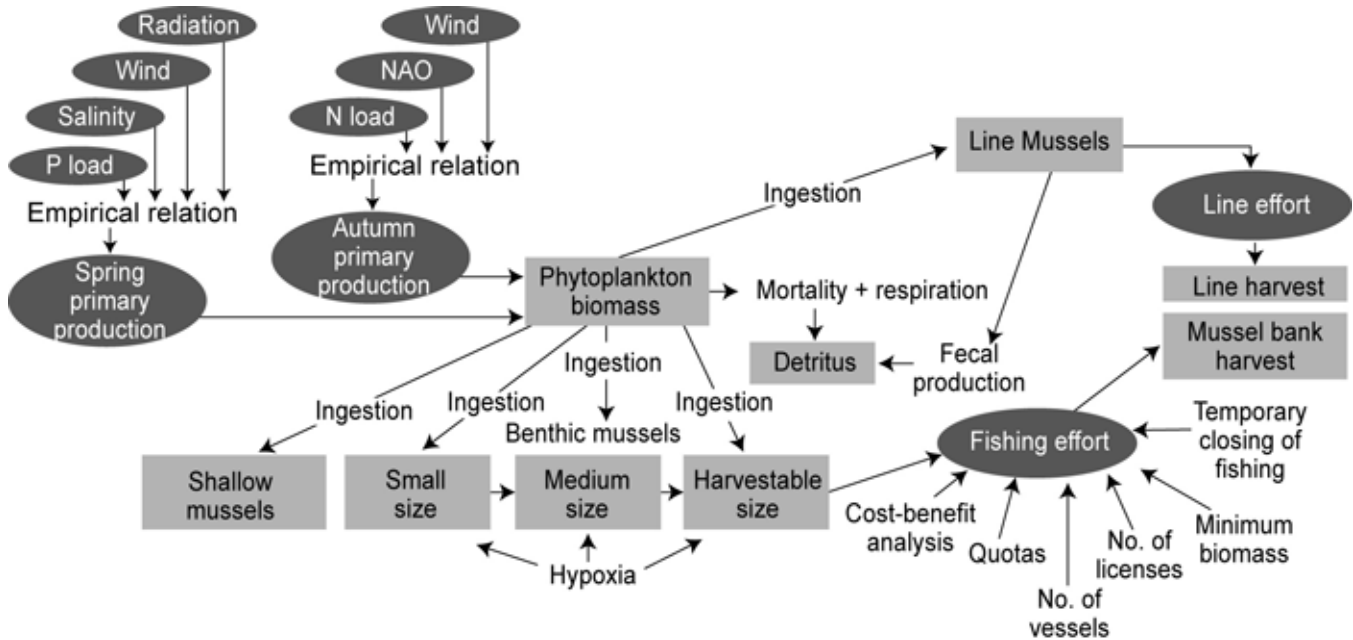 Radiation
Wind
Salinity
P load
Empirical relation
Spring
primary
production
Wind
NAO
N load
Empirical relation
Autumn
primary
production
Phytoplankton
biomass
Ingestion
Line Mussels
Line effort
Line harvest
Mussel bank
harvest
Mortality + respiration
Detritus
Fecal
production
Ingestion
Ingestion
Ingestion
Ingestion
Benthic mussels
Shallow
mussels
Small
size
Medium
size
Harvestable
size
Hypoxia
Fishing effort
Temporary
closing of
fishing
Cost-benefit
analysis
Quotas
No. of
vessels
No. of
licenses
Minimum
biomass